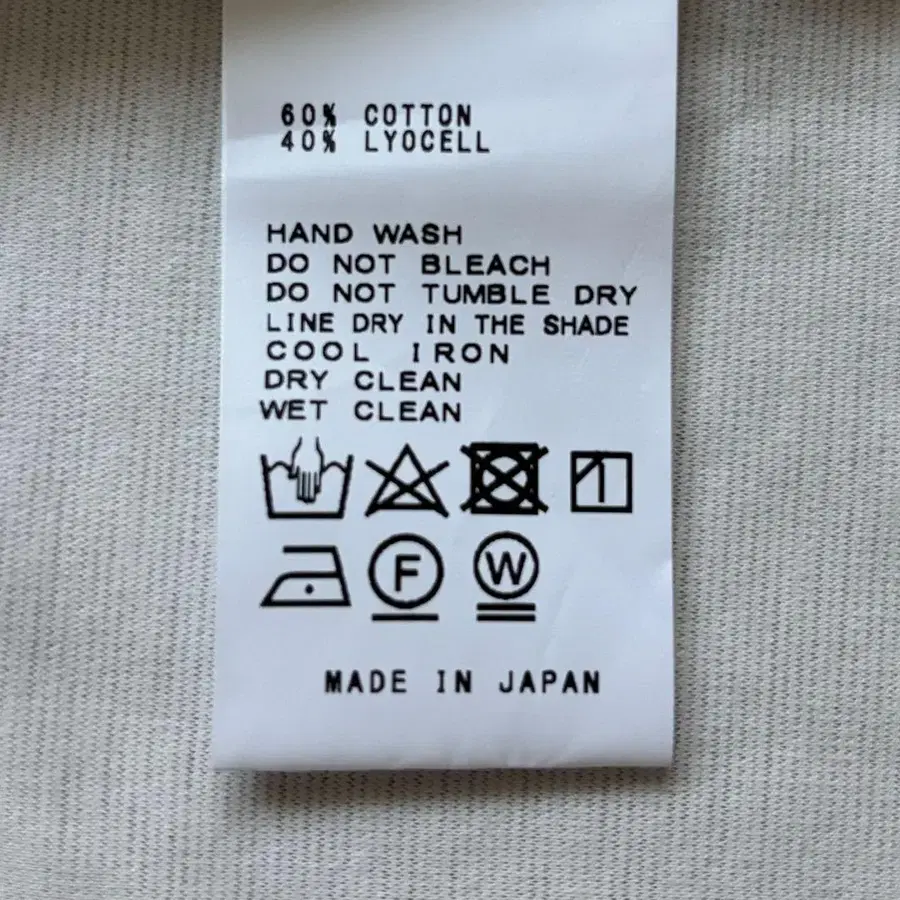 60% COTTON
40% LYOCELL
HAND WASH
DO NOT BLEACH
DO NOT TUMBLE DRY
LINE DRY IN THE SHADE
COOL IRON
DRY CLEAN
WET CLEAN
F W
MADE IN JAPAN